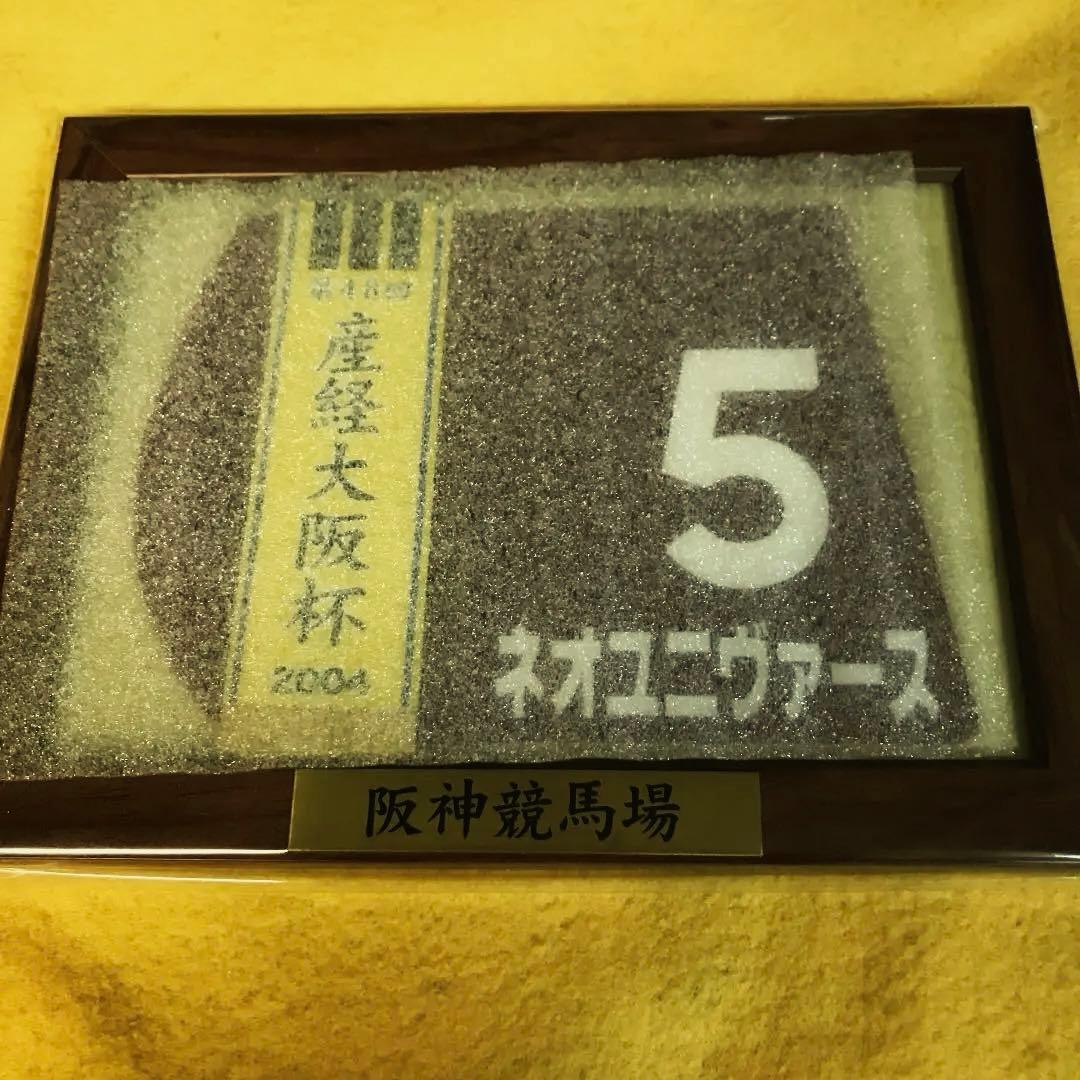 第48回
産経大阪杯
2004
5
ネオユニヴァース
阪神競馬場